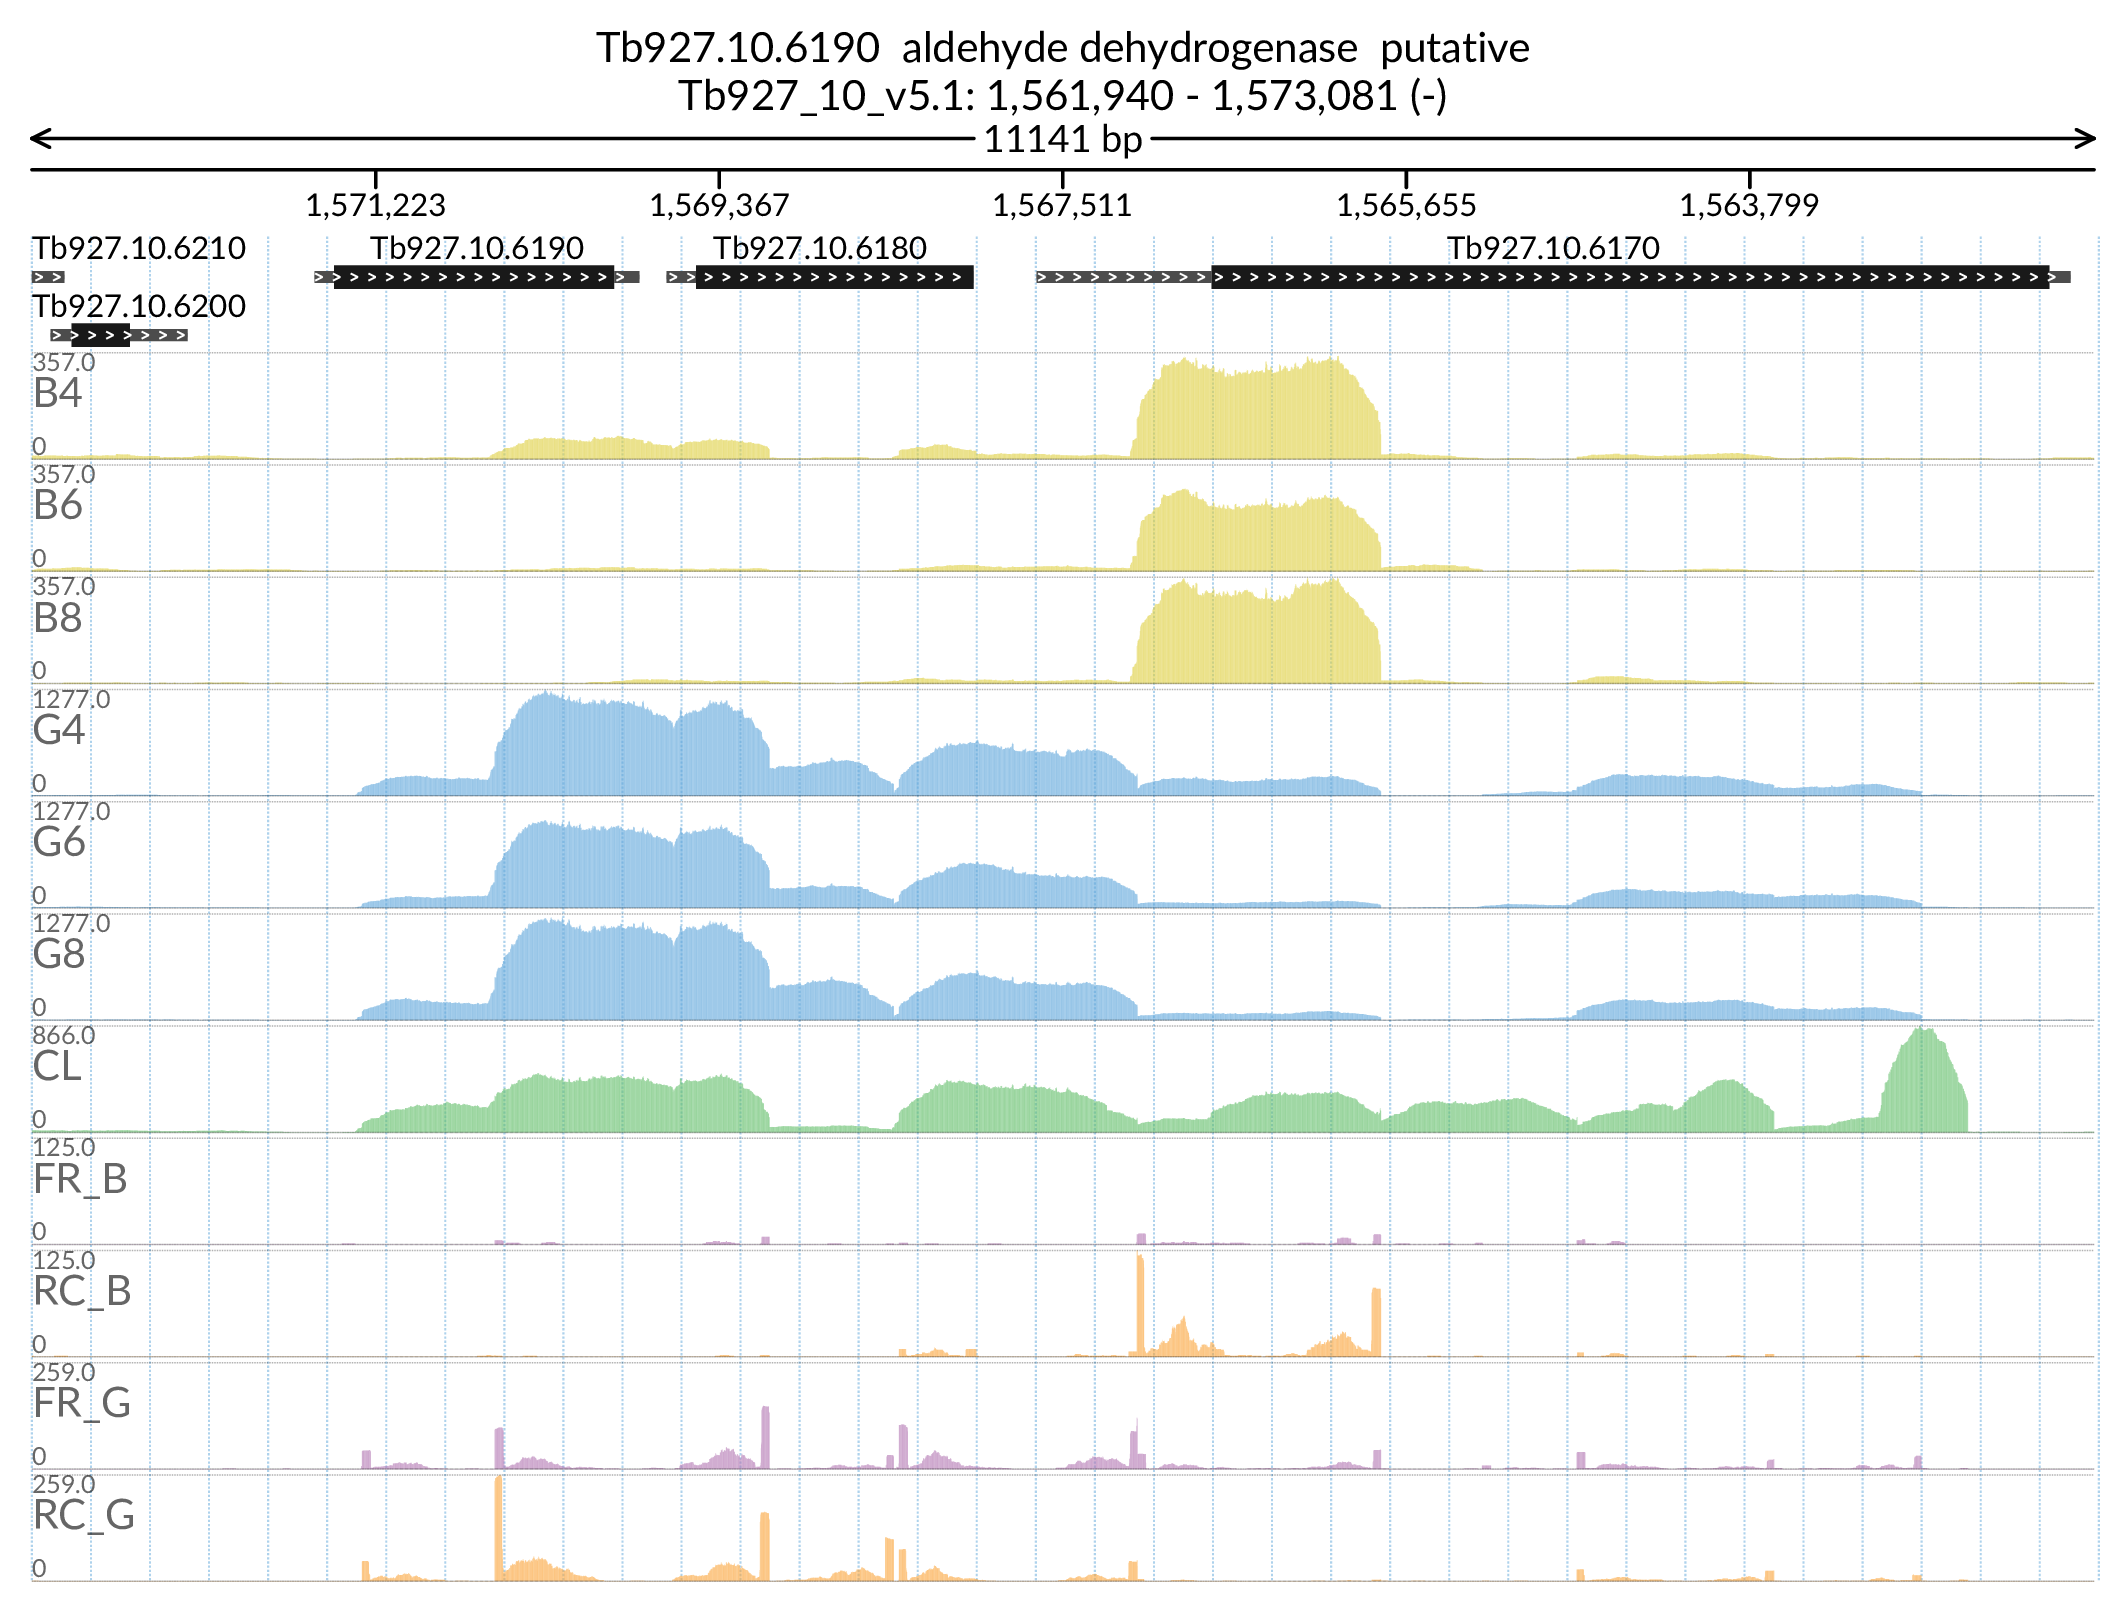 Tb927.10.6190  aldehyde dehydrogenase  putative
Tb927_10_v5.1: 1,561,940 - 1,573,081 (-)
11141 bp
1,571,223 1,569,367 1,567,511 1,565,655 1,563,799
Tb927.10.6210 Tb927.10.6190 Tb927.10.6180 Tb927.10.6170
Tb927.10.6200
357.0
B4
0
357.0
B6
0
357.0
B8
0
1277.0
G4
0
1277.0
G6
0
1277.0
G8
0
866.0
CL
0
125.0
FR_B
0
125.0
RC_B
0
259.0
FR_G
0
259.0
RC_G
0